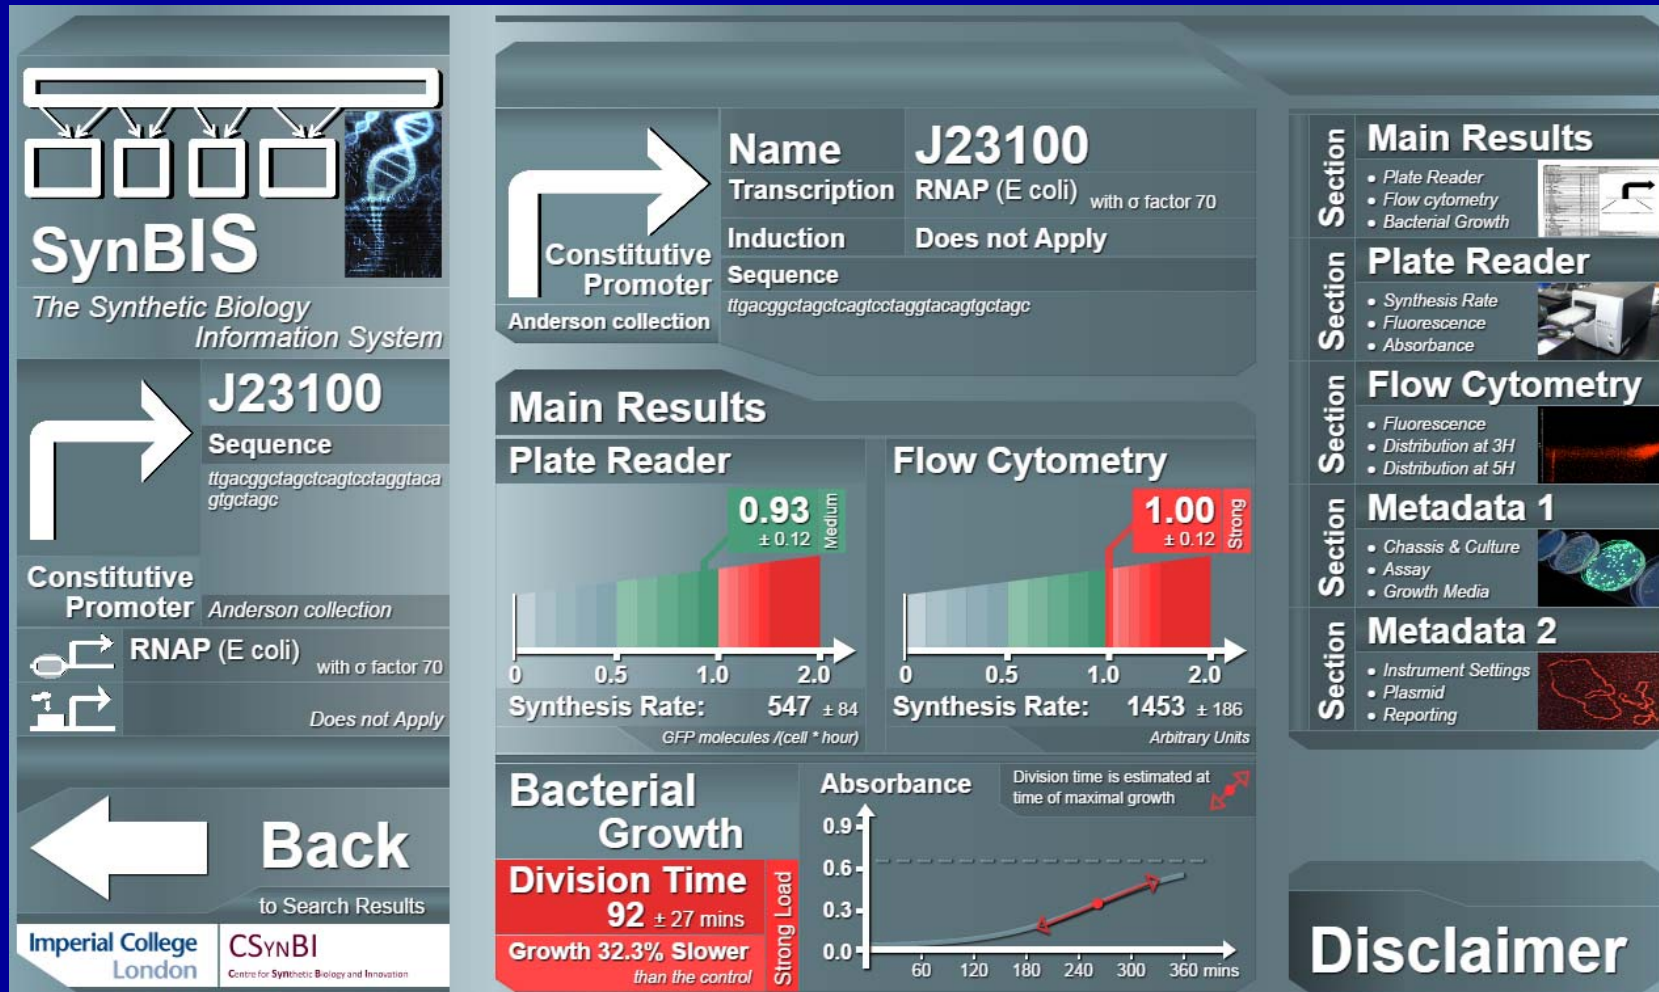 SynBIS
The Synthetic Biology
Information System
J23100
Sequence
ttgacggctagctcagtcctaggtaca
gtgctagc
Constitutive
Promoter
Anderson collection
RNAP (E coli) with σ factor 70
Does not Apply
Back
to Search Results
Imperial College
London
CSYNBI
Centre for Synthetic Biology and Innovation
Constitutive
Promoter
Anderson collection
Name J23100
Transcription RNAP (E coli) with σ factor 70
Induction Does not Apply
Sequence
ttgacggctagctcagtcctaggtacagtgctagc
Main Results
Plate Reader
0.93
± 0.12
Medium
0 0.5 1.0 2.0
Synthesis Rate: 547 ± 84
GFP molecules /(cell * hour)
Flow Cytometry
1.00
± 0.12
Strong
0 0.5 1.0 2.0
Synthesis Rate: 1453 ± 186
Arbitrary Units
Bacterial
Growth
Division Time
92 ± 27 mins
Growth 32.3% Slower
than the control
Strong Load
Absorbance
Division time is estimated at
time of maximal growth
0.9
0.6
0.3
0.0
60 120 180 240 300 360 mins
Section
Main Results
• Plate Reader
• Flow cytometry
• Bacterial Growth
Section
Plate Reader
• Synthesis Rate
• Fluorescence
• Absorbance
Section
Flow Cytometry
• Fluorescence
• Distribution at 3H
• Distribution at 5H
Section
Metadata 1
• Chassis & Culture
• Assay
• Growth Media
Section
Metadata 2
• Instrument Settings
• Plasmid
• Reporting
Disclaimer